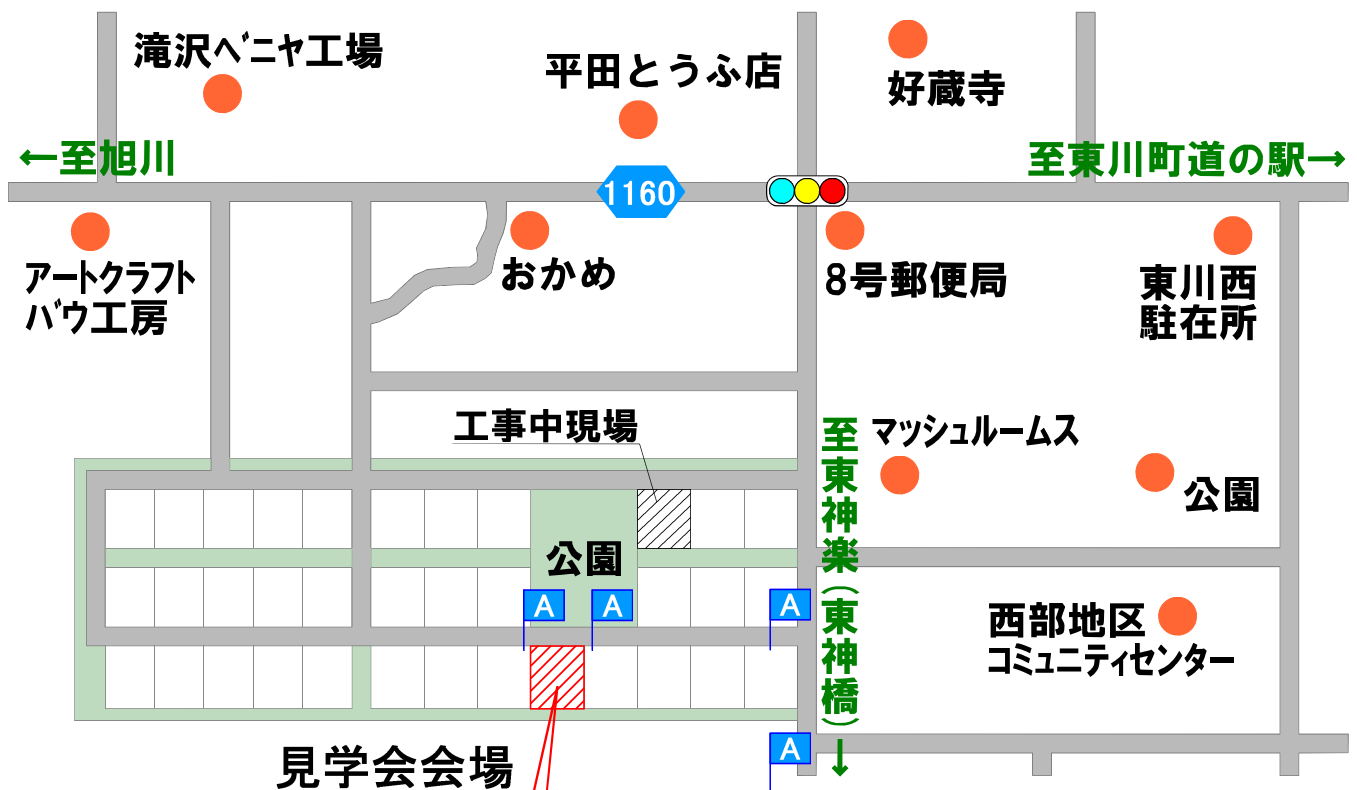 滝沢ベニヤ工場
平田とうふ店
好蔵寺
←至旭川
至東川町道の駅→
1160
アートクラフト
バウ工房
おかめ
8号郵便局
東川西
駐在所
工事中現場
至東神楽(東神橋)↓
マッシュルームス
公園
公園
A
A
A
西部地区
コミュニティセンター
見学会会場
A